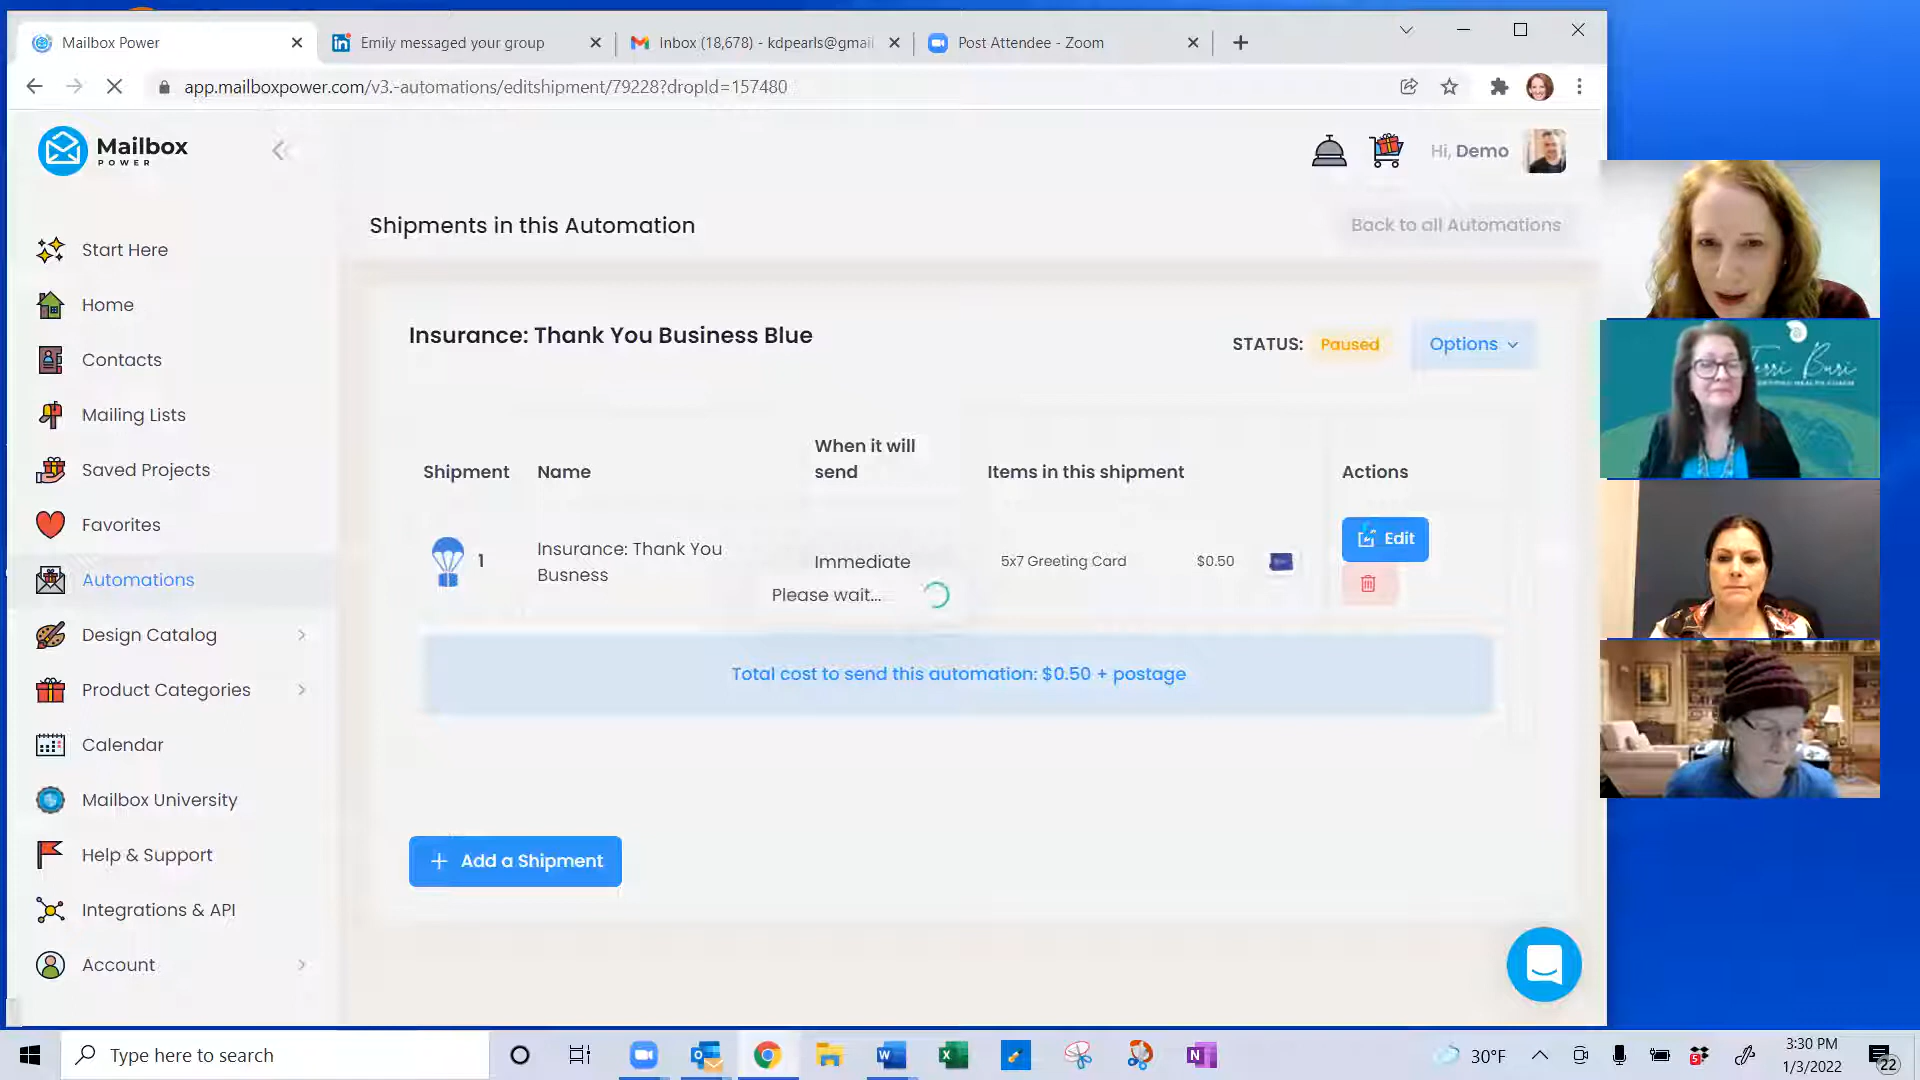 Mailbox Power
Emily messaged your group
Inbox (18,678) - kdpearls@gmail
Post Attendee - Zoom
app.mailboxpower.com/v3.-automations/editshipment/79228?dropId=157480
Mailbox
POWER
Hi, Demo
Start Here
Home
Contacts
Mailing Lists
Saved Projects
Favorites
Automations
Design Catalog
Product Categories
Calendar
Mailbox University
Help & Support
Integrations & API
Account
Shipments in this Automation
Back to all Automations
Insurance: Thank You Business Blue
STATUS: Paused
Options
Shipment
Name
When it will
send
Items in this shipment
Actions
1
Insurance: Thank You
Busness
Immediate
5x7 Greeting Card
$0.50
Edit
Please wait...
Total cost to send this automation: $0.50 + postage
+ Add a Shipment
Terri Buri
Type here to search
30°F
3:30 PM
1/3/2022
22